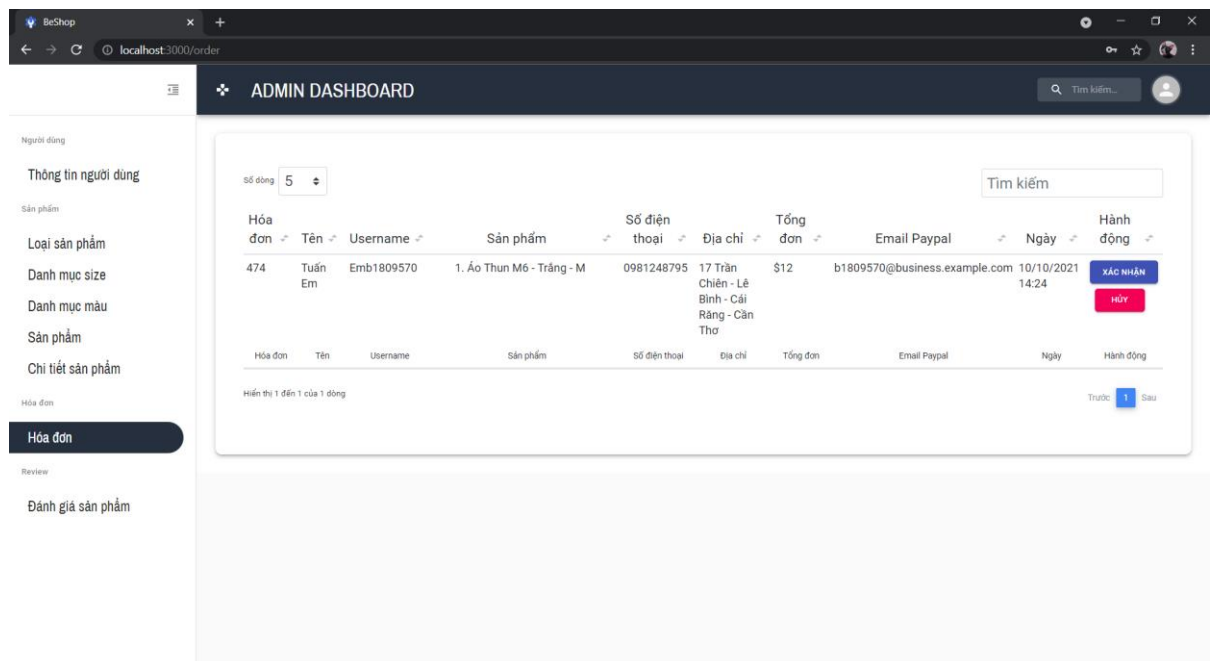 BeShop
localhost:3000/order
ADMIN DASHBOARD
Tìm kiếm..
Người dùng
Thông tin người dùng
Sản phẩm
Loại sản phẩm
Danh mục size
Danh mục màu
Sản phẩm
Chi tiết sản phẩm
Hóa đơn
Hóa đơn
Review
Đánh giá sản phẩm
Số dòng 5
Tìm kiếm
Hóa đơn Tên Username Sản phẩm Số điện thoại Địa chỉ Tổng đơn Email Paypal Ngày Hành động
474 Tuấn Em Emb1809570 1. Áo Thun M6 - Trắng - M 0981248795 17 Trần Chiên - Lê Bình - Cái Răng - Cần Thơ $12 b1809570@business.example.com 10/10/2021 14:24 XÁC NHẬN
HỦY
Hóa đơn Tên Username Sản phẩm Số điện thoại Địa chỉ Tổng đơn Email Paypal Ngày Hành động
Hiển thị 1 đến 1 của 1 dòng
Trước 1 Sau